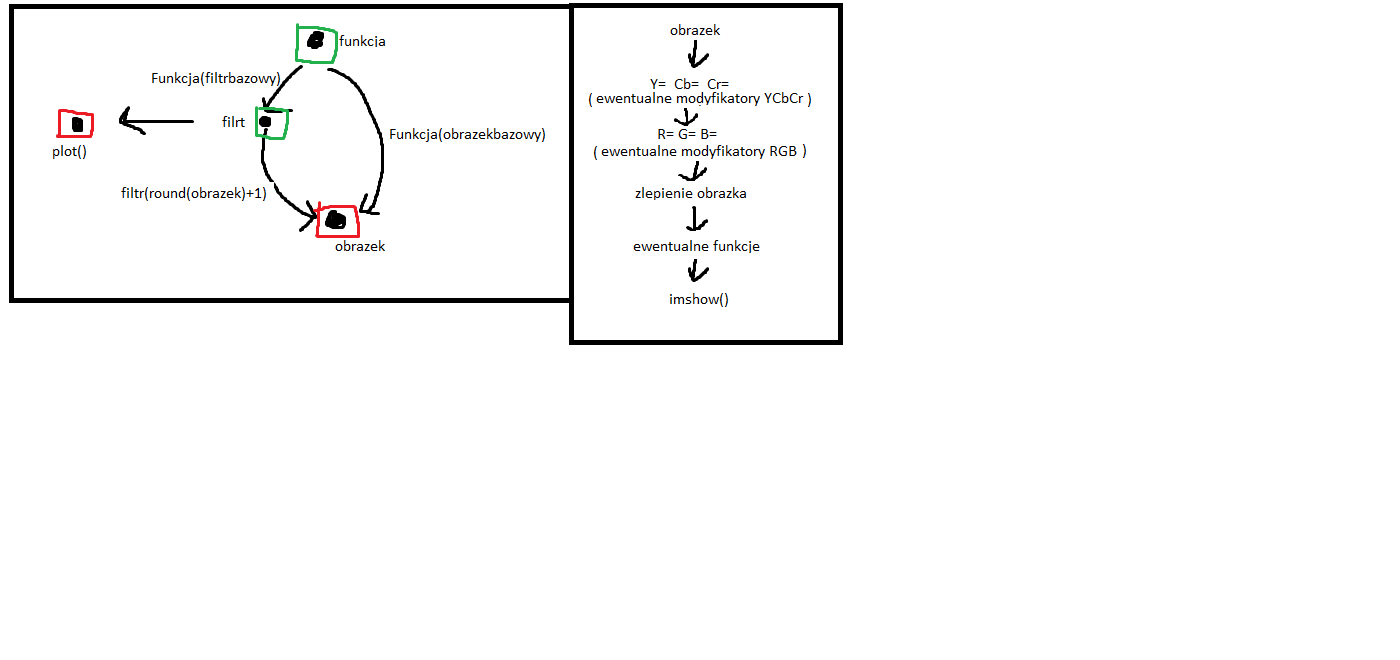 funkcja
Funkcja(filtrbazowy)
filrt
plot()
Funkcja(obrazekbazowy)
filtr(round(obrazek)+1)
obrazek
obrazek
Y= Cb= Cr=
( ewentualne modyfikatory YCbCr )
R= G= B=
( ewentualne modyfikatory RGB )
zlepienie obrazka
ewentualne funkcje
imshow()